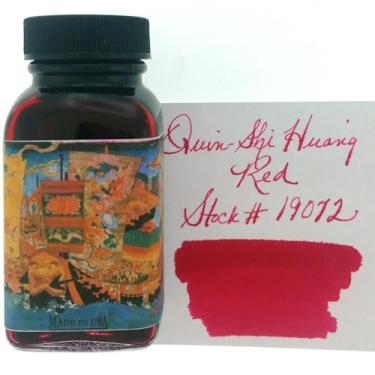 Quin-Shi Huang
Red
Stock# 19072
MADE IN USA